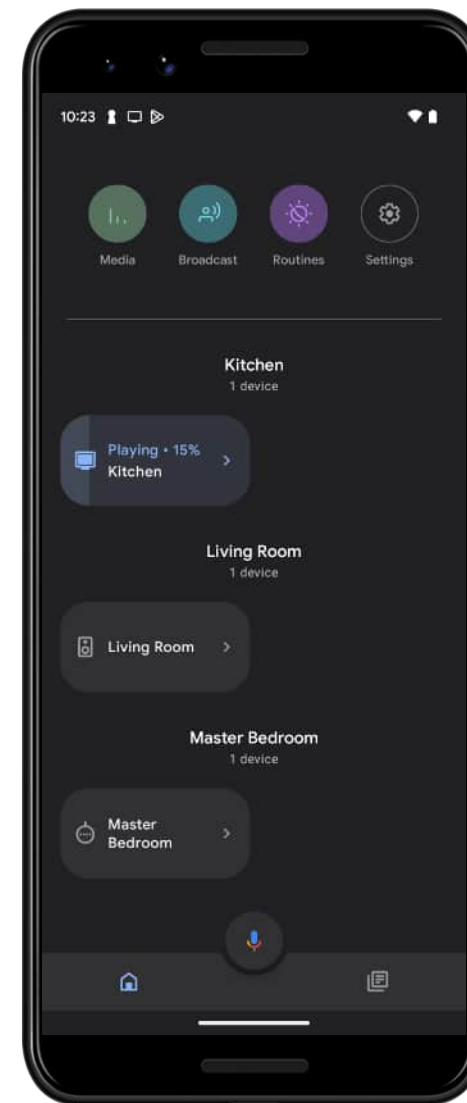 10:23
Media
Broadcast
Routines
Settings
Kitchen
1 device
Playing • 15%
Kitchen
Living Room
1 device
Living Room
Master Bedroom
1 device
Master
Bedroom